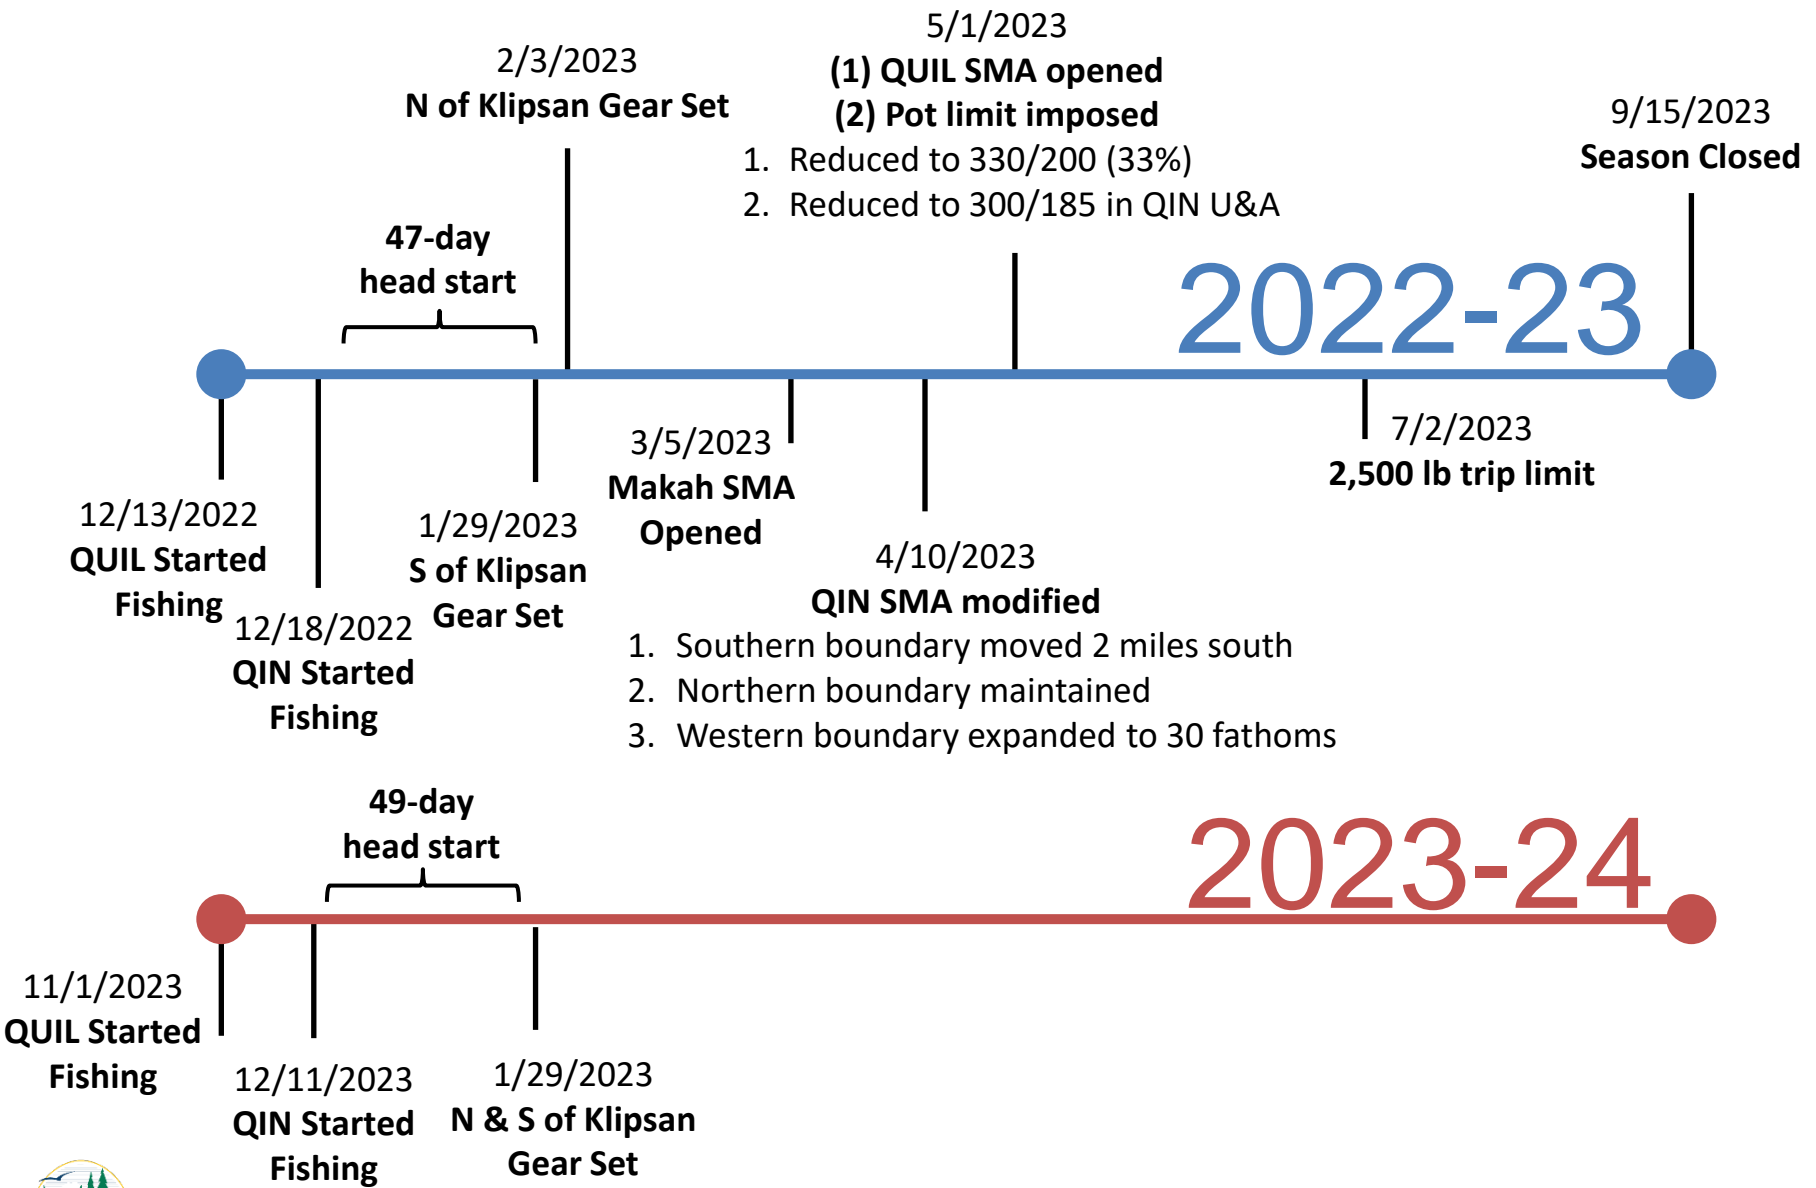 5/1/2023
(1) QUIL SMA opened
(2) Pot limit imposed
1. Reduced to 330/200 (33%)
2. Reduced to 300/185 in QIN U&A
2/3/2023
N of Klipsan Gear Set
9/15/2023
Season Closed
47-day
head start
2022-23
12/13/2022
QUIL Started
Fishing
12/18/2022
QIN Started
Fishing
1/29/2023
S of Klipsan
Gear Set
3/5/2023
Makah SMA
Opened
4/10/2023
QIN SMA modified
1. Southern boundary moved 2 miles south
2. Northern boundary maintained
3. Western boundary expanded to 30 fathoms
7/2/2023
2,500 lb trip limit
49-day
head start
2023-24
11/1/2023
QUIL Started
Fishing
12/11/2023
QIN Started
Fishing
1/29/2023
N & S of Klipsan
Gear Set